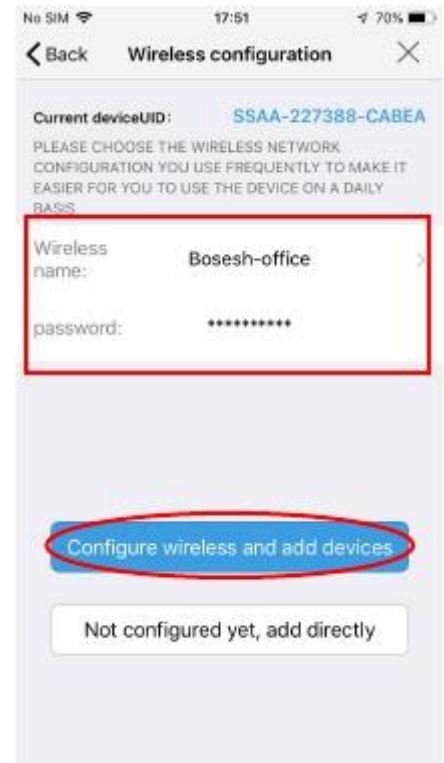 No SIM 17:51 70%
Back Wireless configuration
Current deviceUID: SSAA-227388-CABEA
PLEASE CHOOSE THE WIRELESS NETWORK
CONFIGURATION YOU USE FREQUENTLY TO MAKE IT
EASIER FOR YOU TO USE THE DEVICE ON A DAILY
BASIS
Wireless
name: Bosesh-office
password: **********
Configure wireless and add devices
Not configured yet, add directly